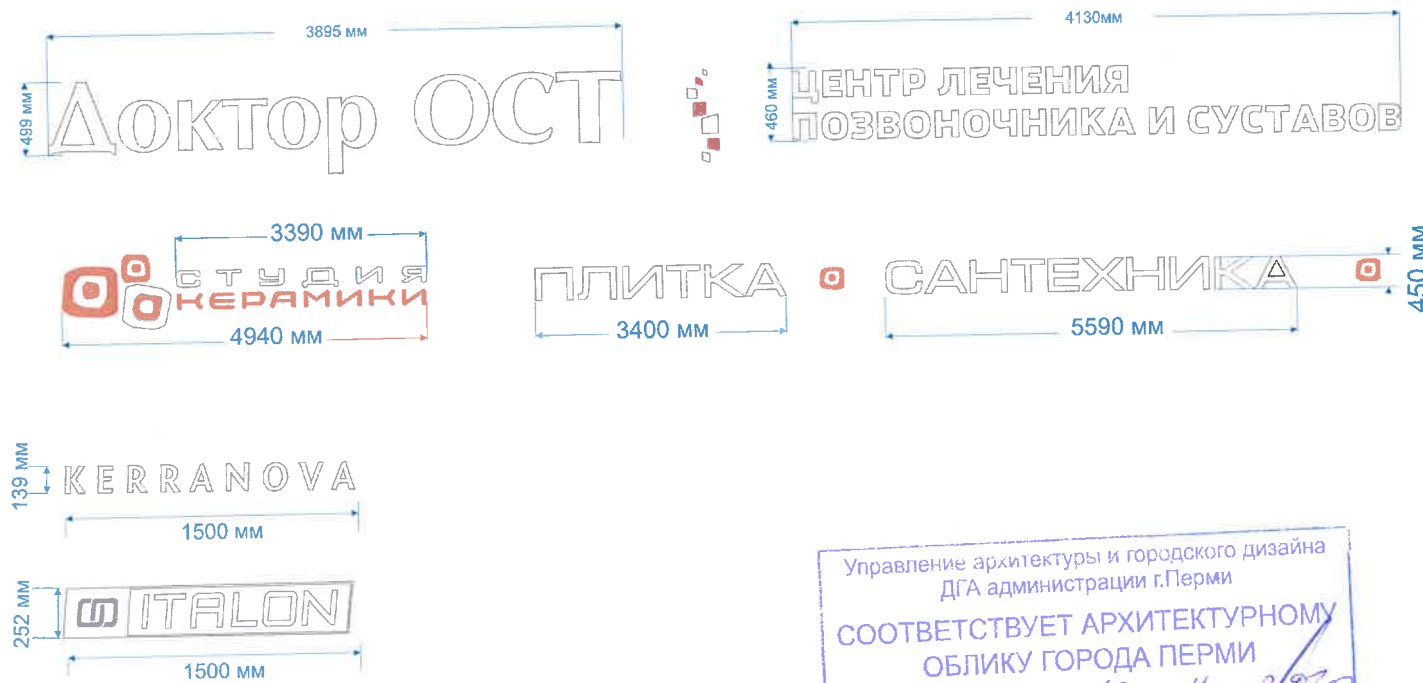 3895 мм
4130мм
499 мм
Доктор ОСТ
460 мм
ЦЕНТР ЛЕЧЕНИЯ
ПОЗВОНОЧНИКА И СУСТАВОВ
3390 мм
СТУДИЯ
КЕРАМИКИ
4940 мм
ПЛИТКА
3400 мм
САНТЕХНИКА
5590 мм
450 мм
139 мм
KERRANOVA
1500 мм
252 мм
ITALON
1500 мм
Управление архитектуры и городского дизайна
ДГА администрации г.Перми
СООТВЕТСТВУЕТ АРХИТЕКТУРНОМУ
ОБЛИКУ ГОРОДА ПЕРМИ